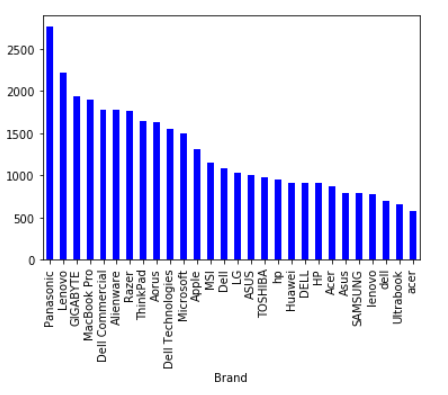 2500
2000
1500
1000
500
0
Panasonic
Lenovo
GIGABYTE
MacBook Pro
Dell Commercial
Alienware
Razer
ThinkPad
Aorus
Dell Technologies
Microsoft
Apple
MSI
Dell
LG
ASUS
TOSHIBA
hp
Huawei
DELL
HP
Acer
Asus
SAMSUNG
lenovo
dell
Ultrabook
acer
Brand